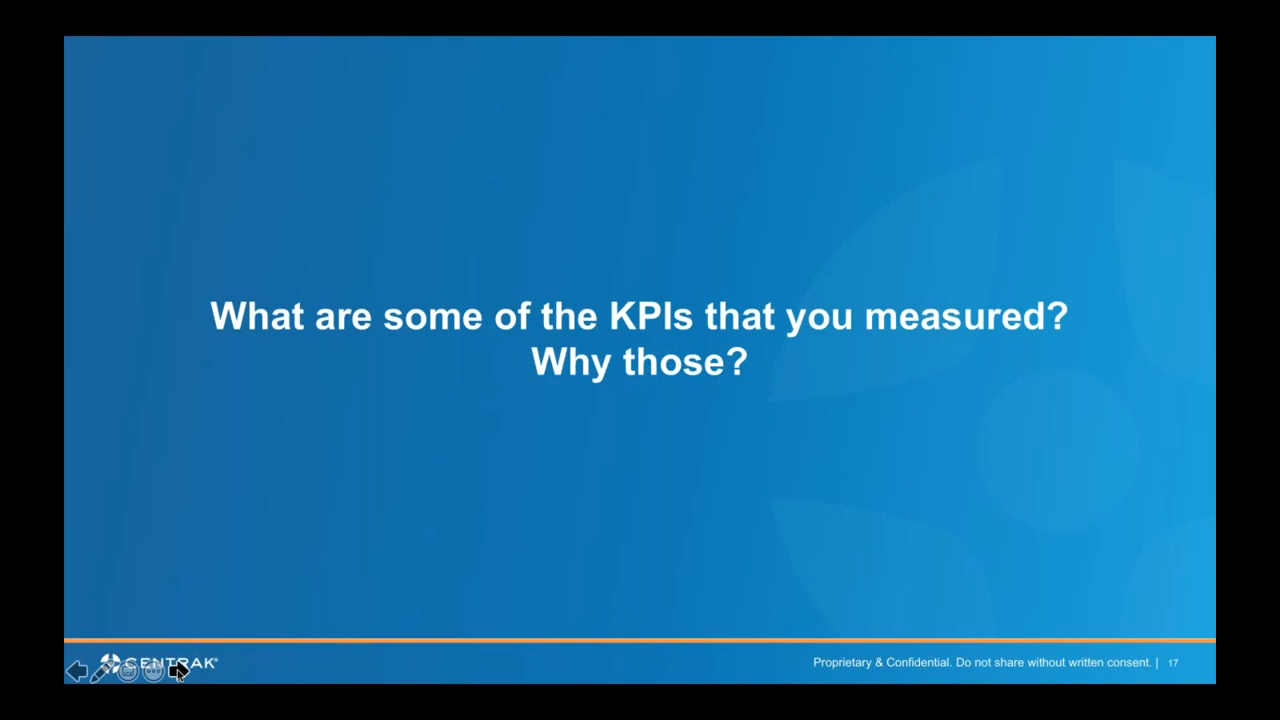 What are some of the KPIs that you measured?
Why those?
CENTRAK®
Proprietary & Confidential. Do not share without written consent. | 17